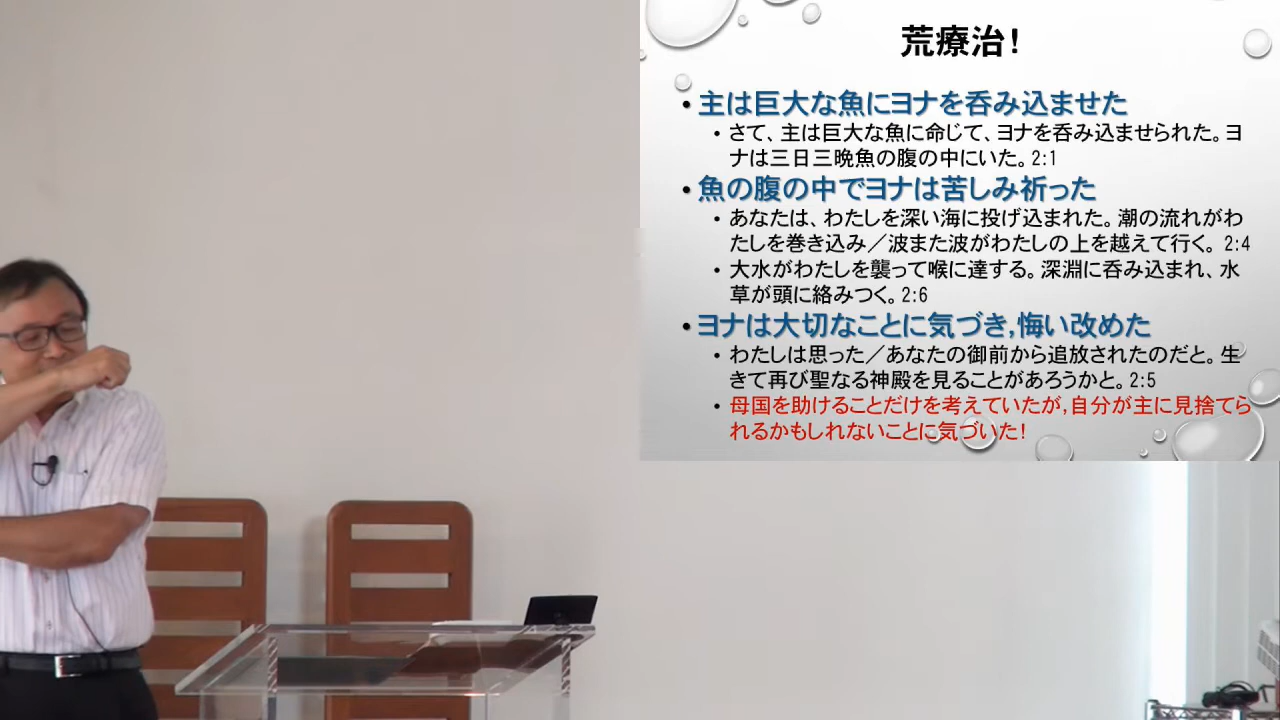 荒療治!
• 主は巨大な魚にヨナを呑み込ませた
• さて、主は巨大な魚に命じて、ヨナを呑み込ませられた。ヨ
ナは三日三晩魚の腹の中にいた。2:1
• 魚の腹の中でヨナは苦しみ祈った
• あなたは、わたしを深い海に投げ込まれた。潮の流れがわ
たしを巻き込み／波また波がわたしの上を越えて行く。2:4
• 大水がわたしを襲って喉に達する。深淵に呑み込まれ、水
草が頭に絡みつく。2:6
• ヨナは大切なことに気づき,悔い改めた
• わたしは思った／あなたの御前から追放されたのだと。生
きて再び聖なる神殿を見ることがあろうかと。2:5
• 母国を助けることだけを考えていたが,自分が主に見捨てら
れるかもしれないことに気づいた!